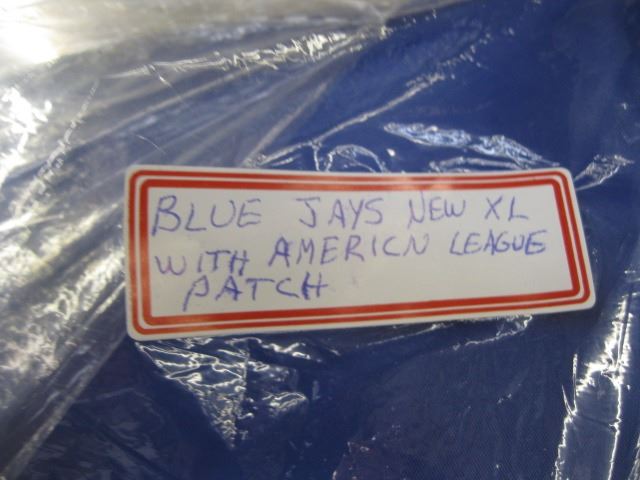 BLUE JAYS NEW XL
WITH AMERICN LEAGUE
PATCH